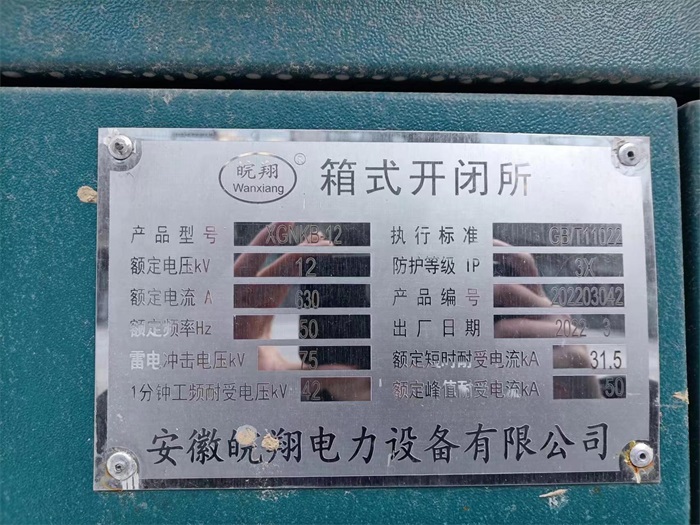 皖翔
Wanxiang
箱式开闭所
产品型号 XGNKB-12 执行标准 GB/T11022
额定电压kV 12 防护等级 IP 3X
额定电流 A 630 产品编号 202203042
额定频率Hz 50 出厂日期 2022 3
雷电冲击电压kV 75 额定短时耐受电流kA 31.5
1分钟工频耐受电压kV 42 额定峰值耐受电流kA 50
安徽皖翔电力设备有限公司